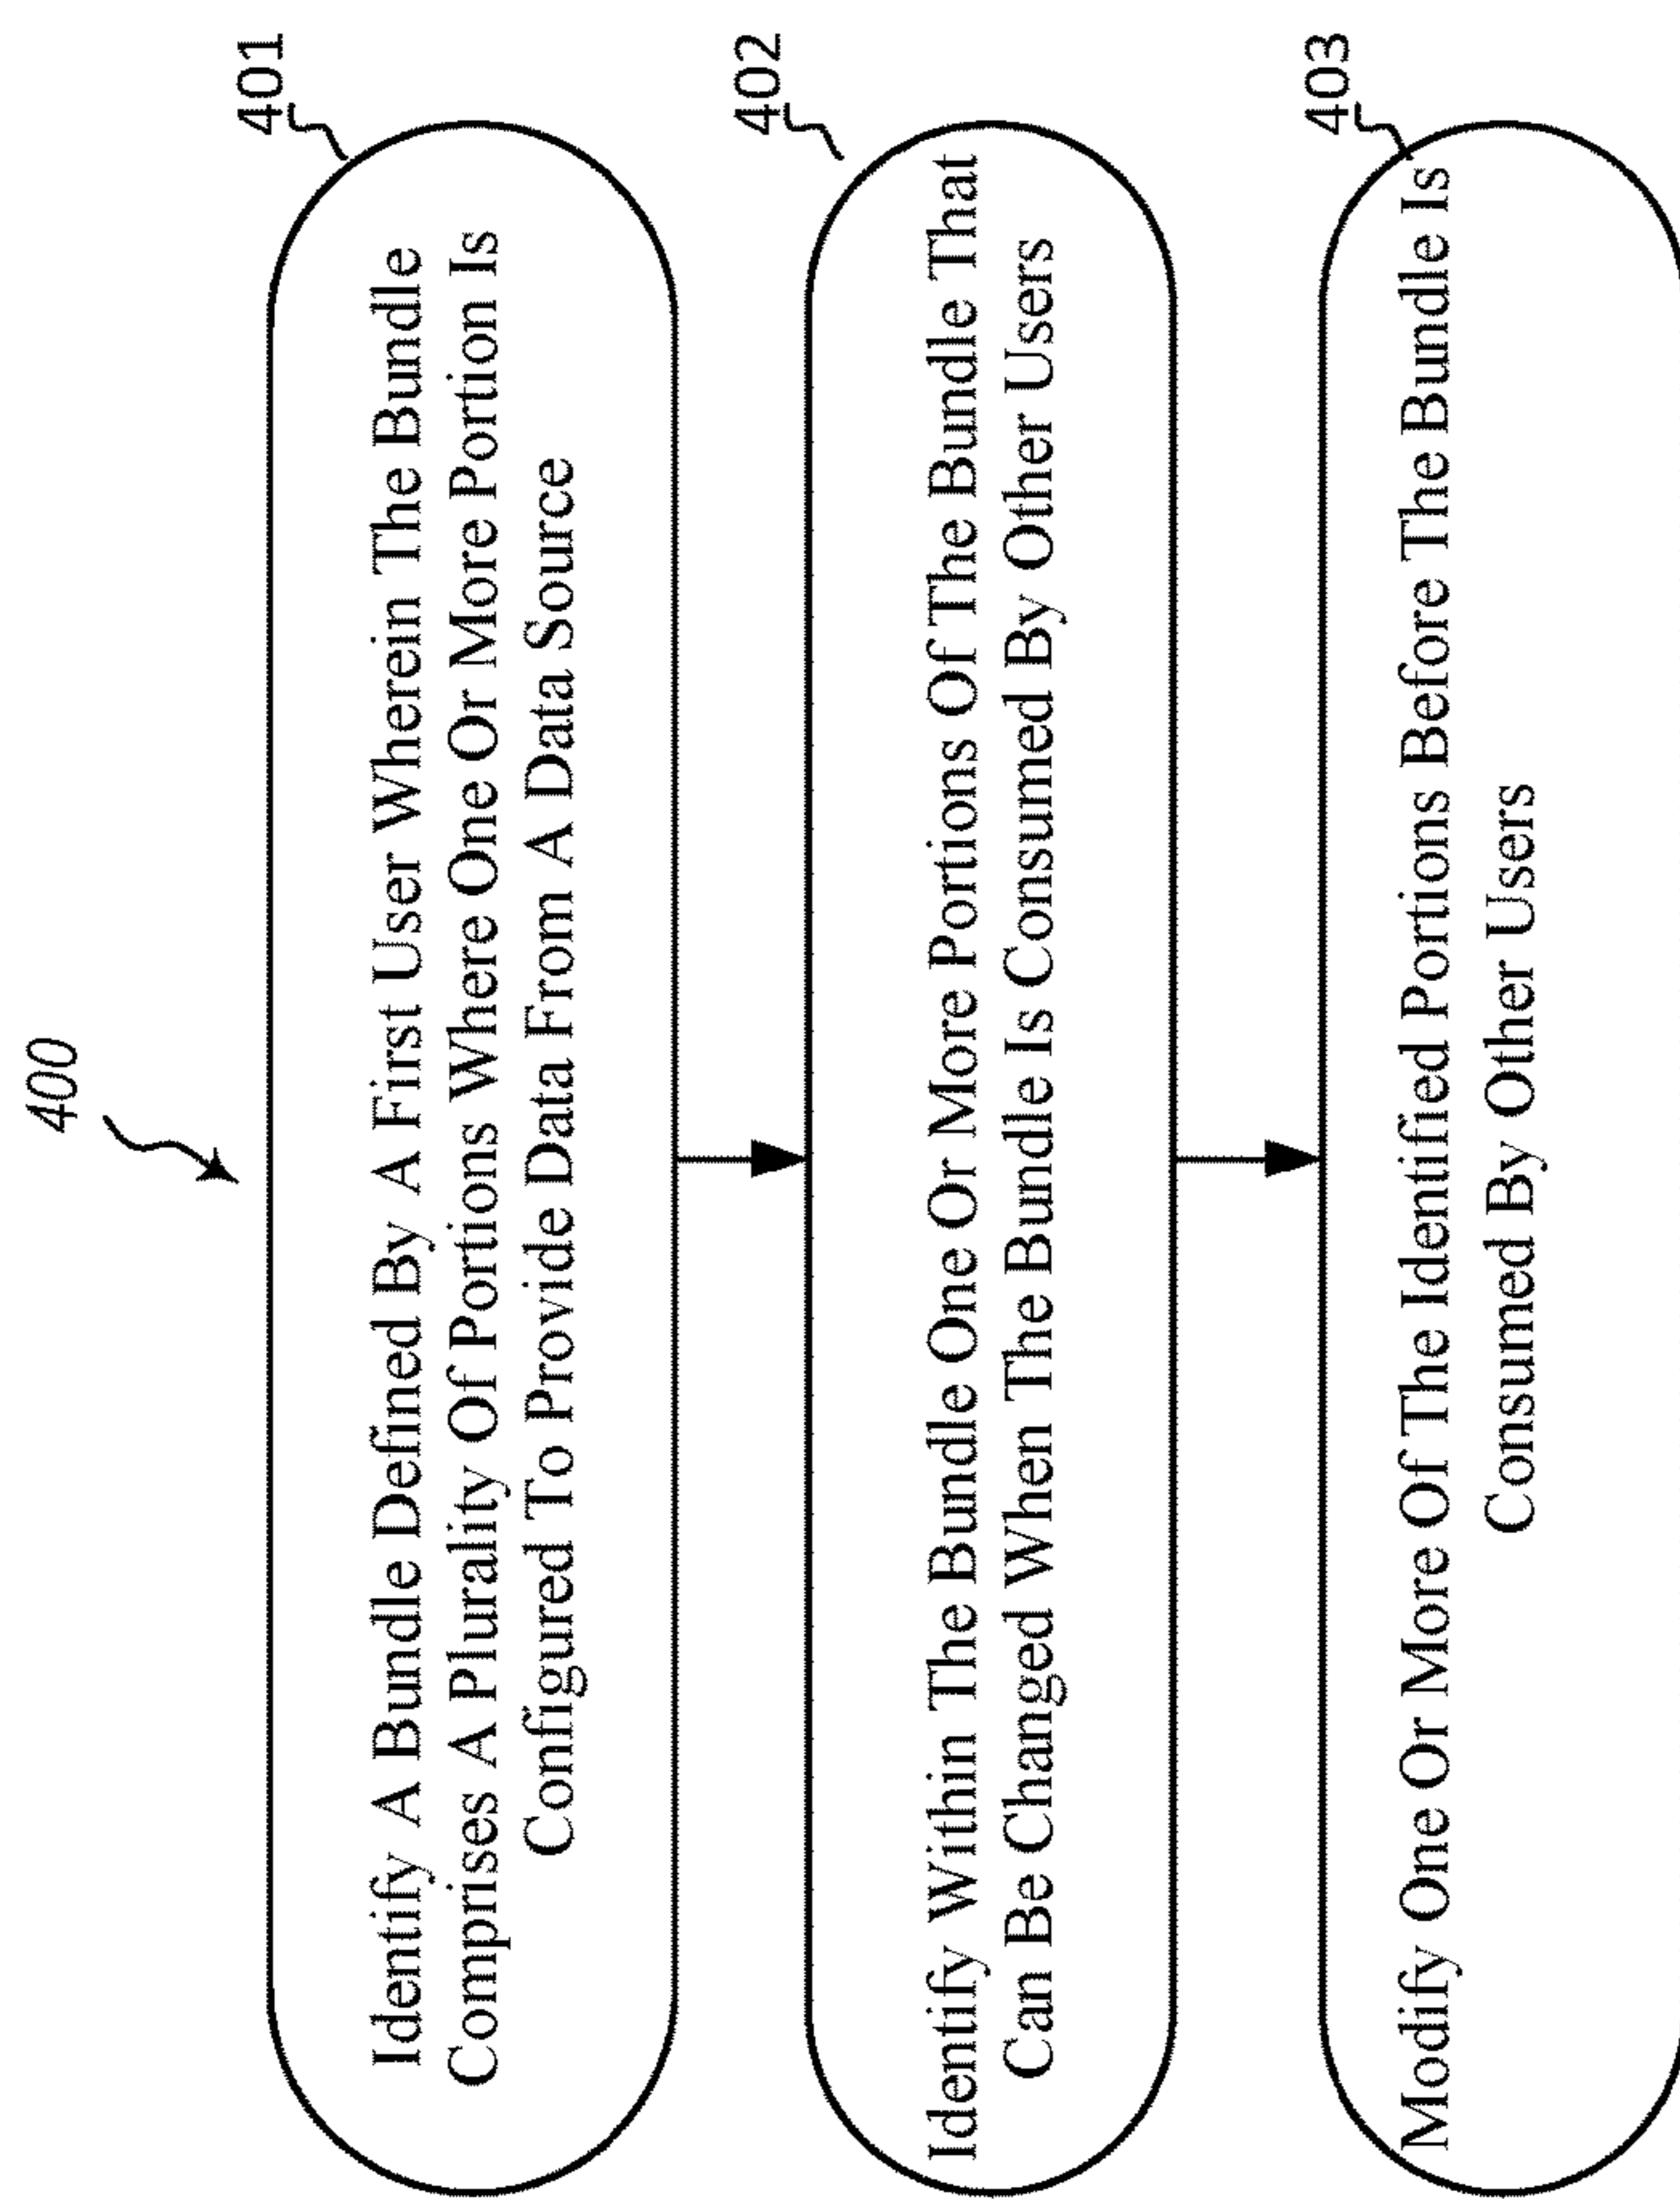 400
401
Identify A Bundle Defined By A First User Wherein The Bundle
Comprises A Plurality Of Portions Where One Or More Portion Is
Configured To Provide Data From A Data Source
402
Identify Within The Bundle One Or More Portions Of The Bundle That
Can Be Changed When The Bundle Is Consumed By Other Users
403
Modify One Or More Of The Identified Portions Before The Bundle Is
Consumed By Other Users